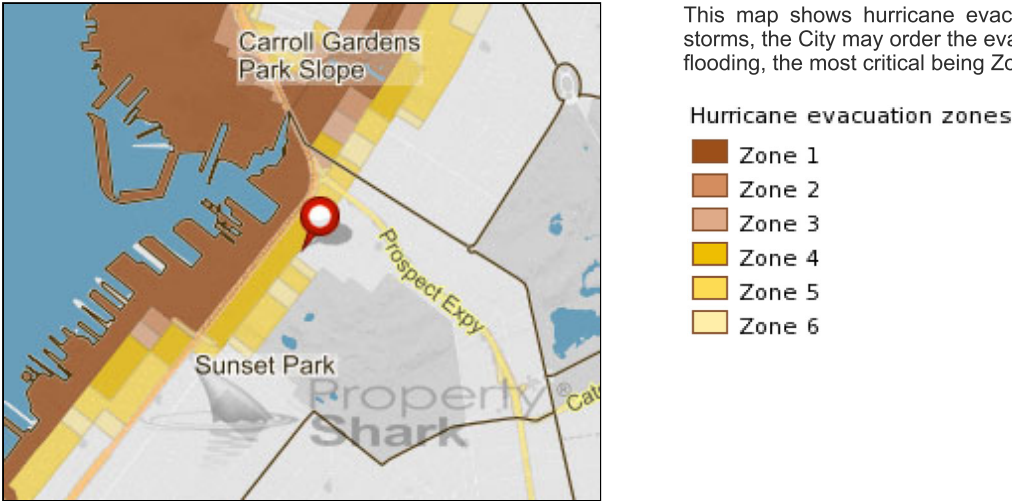 Carroll Gardens
Park Slope
Prospect Expy
Sunset Park
Property®
Shark
This map shows hurricane evac
storms, the City may order the eva
flooding, the most critical being Zo
Hurricane evacuation zones
Zone 1
Zone 2
Zone 3
Zone 4
Zone 5
Zone 6